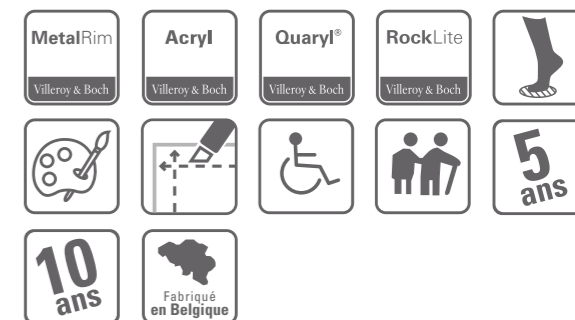 MetalRim
Villeroy & Boch
Acryl
Villeroy & Boch
Quaryl®
Villeroy & Boch
RockLite
Villeroy & Boch
5
ans
10
ans
Fabriqué
en Belgique